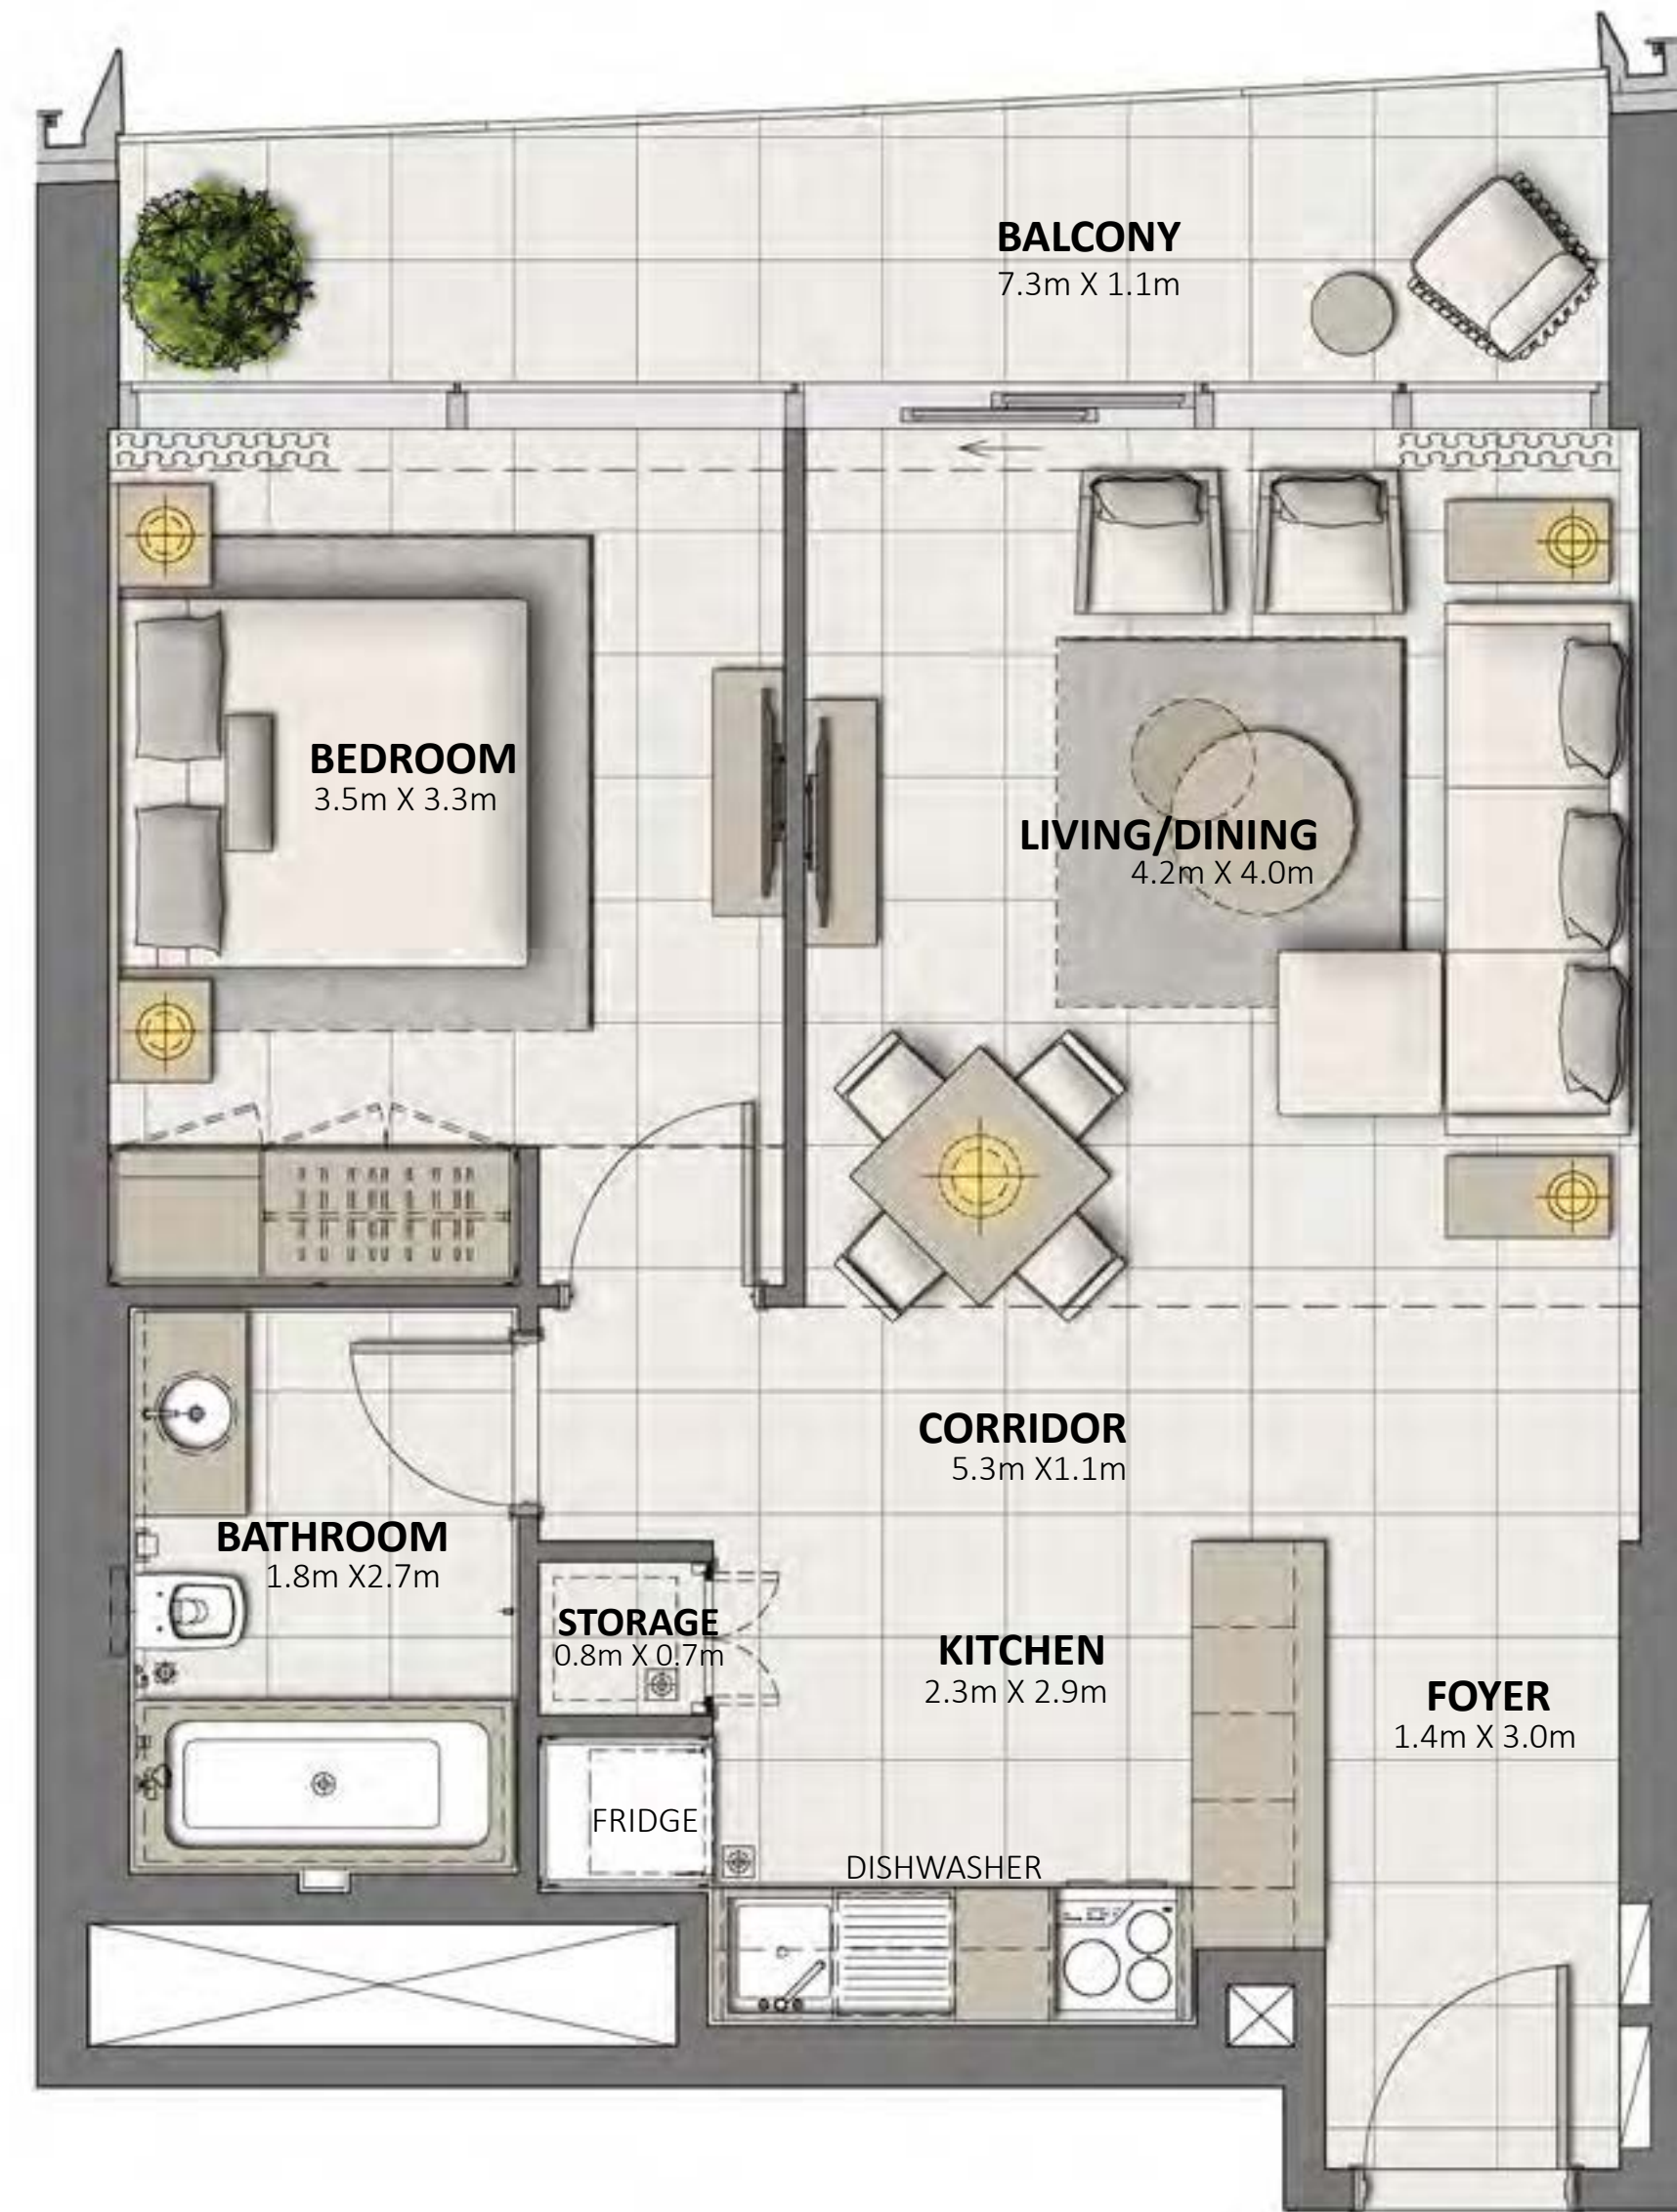 BALCONY
7.3m X 1.1m
BEDROOM
3.5m X 3.3m
LIVING/DINING
4.2m X 4.0m
CORRIDOR
5.3m X1.1m
BATHROOM
1.8m X2.7m
STORAGE
0.8m X 0.7m
KITCHEN
2.3m X 2.9m
FOYER
1.4m X 3.0m
FRIDGE
DISHWASHER